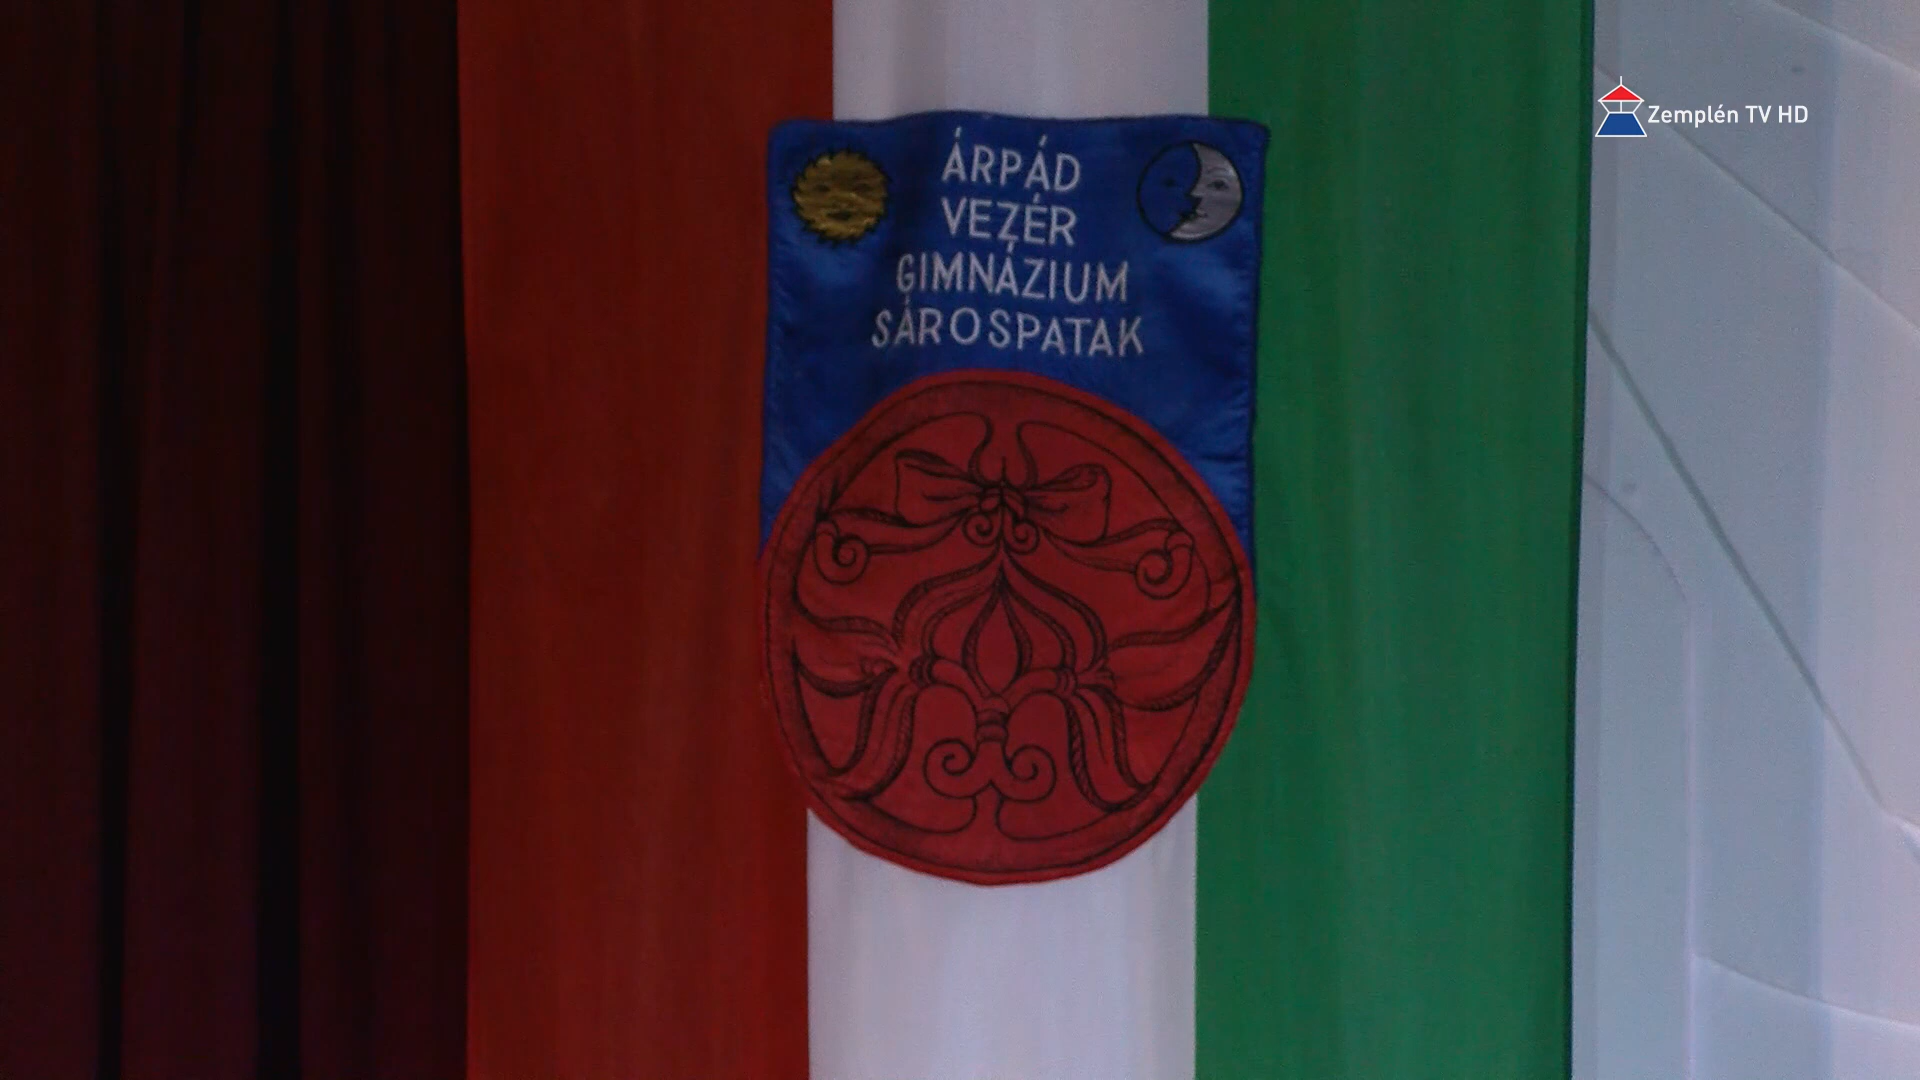 ÁRPÁD
VEZÉR
GIMNÁZIUM
SÁROSPATAK
Zemplén TV HD